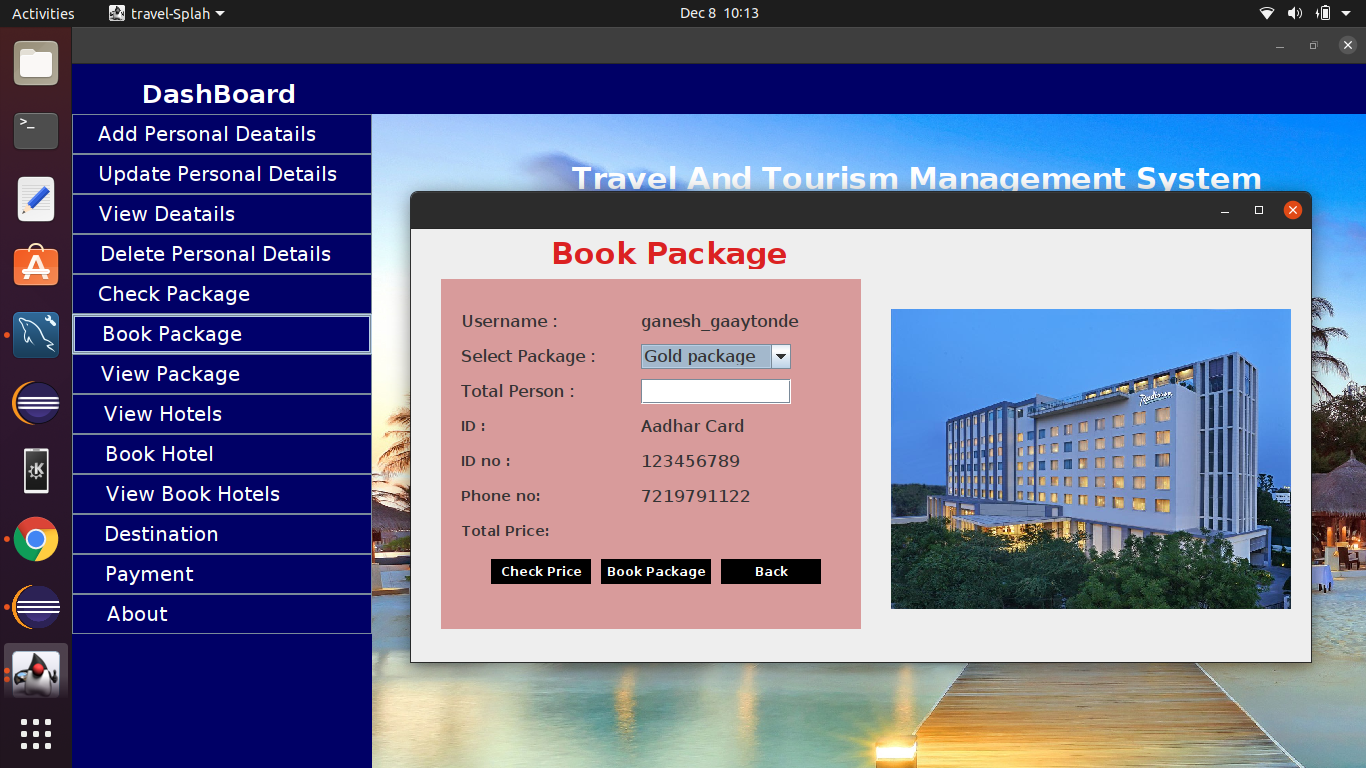 Activities travel-Splah Dec 8 10:13
DashBoard
Add Personal Deatails
Update Personal Details
View Deatails
Delete Personal Details
Check Package
Book Package
View Package
View Hotels
Book Hotel
View Book Hotels
Destination
Payment
About
Travel And Tourism Management System
Book Package
Username : ganesh_gaaytonde
Select Package : Gold package
Total Person :
ID : Aadhar Card
ID no : 123456789
Phone no: 7219791122
Total Price:
Check Price Book Package Back
Radisson